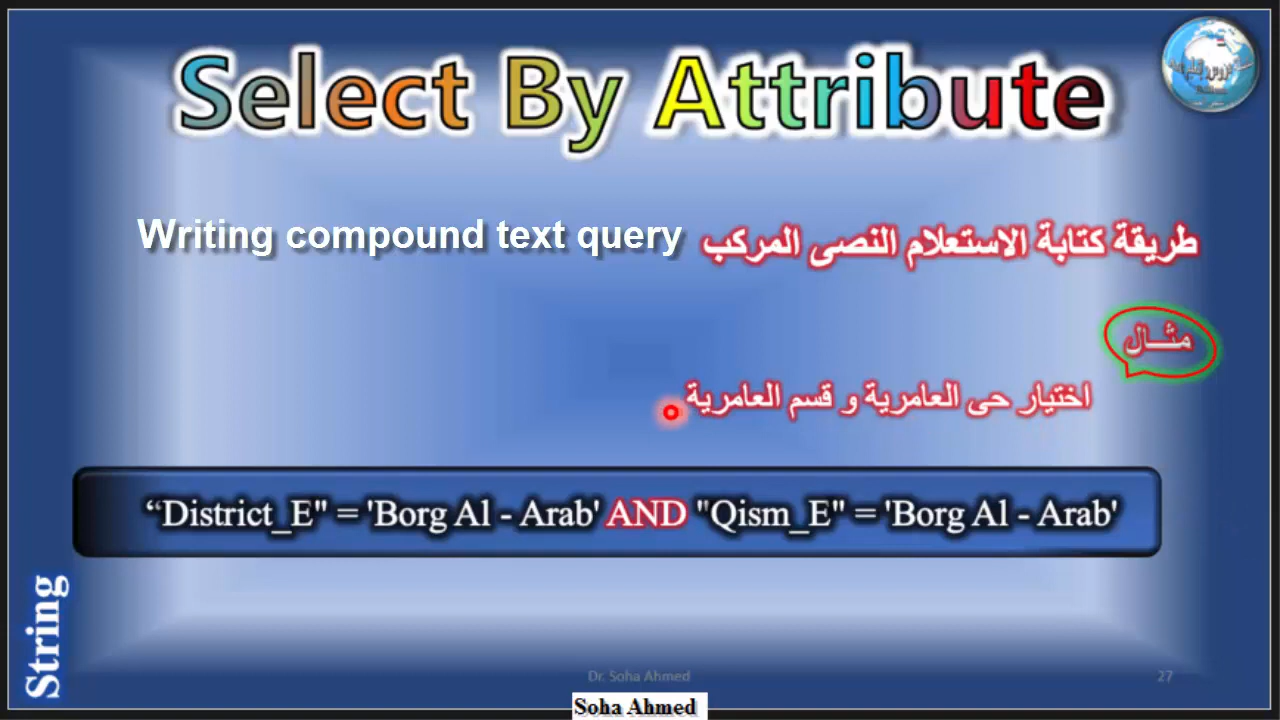 Select By Attribute
Writing compound text query طريقة كتابة الاستعلام النصى المركب
مثـــال
اختيار حى العامرية و قسم العامرية
“District_E" = 'Borg Al - Arab' AND "Qism_E" = 'Borg Al - Arab'
String
Dr. Soha Ahmed
27
Soha Ahmed